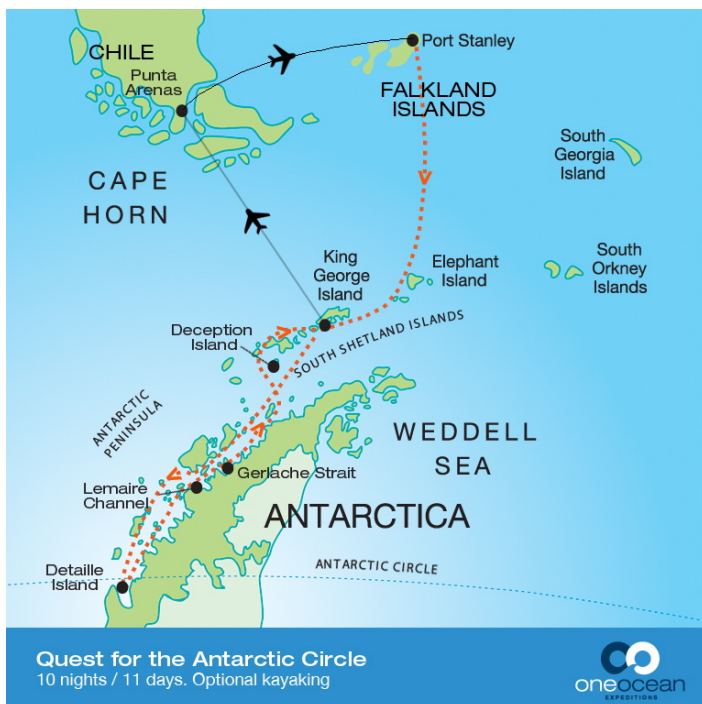 CHILE
Punta
Arenas
Port Stanley
FALKLAND
ISLANDS
South
Georgia
Island
CAPE
HORN
King
George
Island
Elephant
Island
South
Orkney
Islands
Deception
Island
SOUTH SHETLAND ISLANDS
ANTARCTIC
PENINSULA
WEDDELL
SEA
Gerlache Strait
Lemaire
Channel
ANTARCTICA
Detaille
Island
ANTARCTIC CIRCLE
Quest for the Antarctic Circle
10 nights / 11 days. Optional kayaking
oneocean
EXPEDITIONS